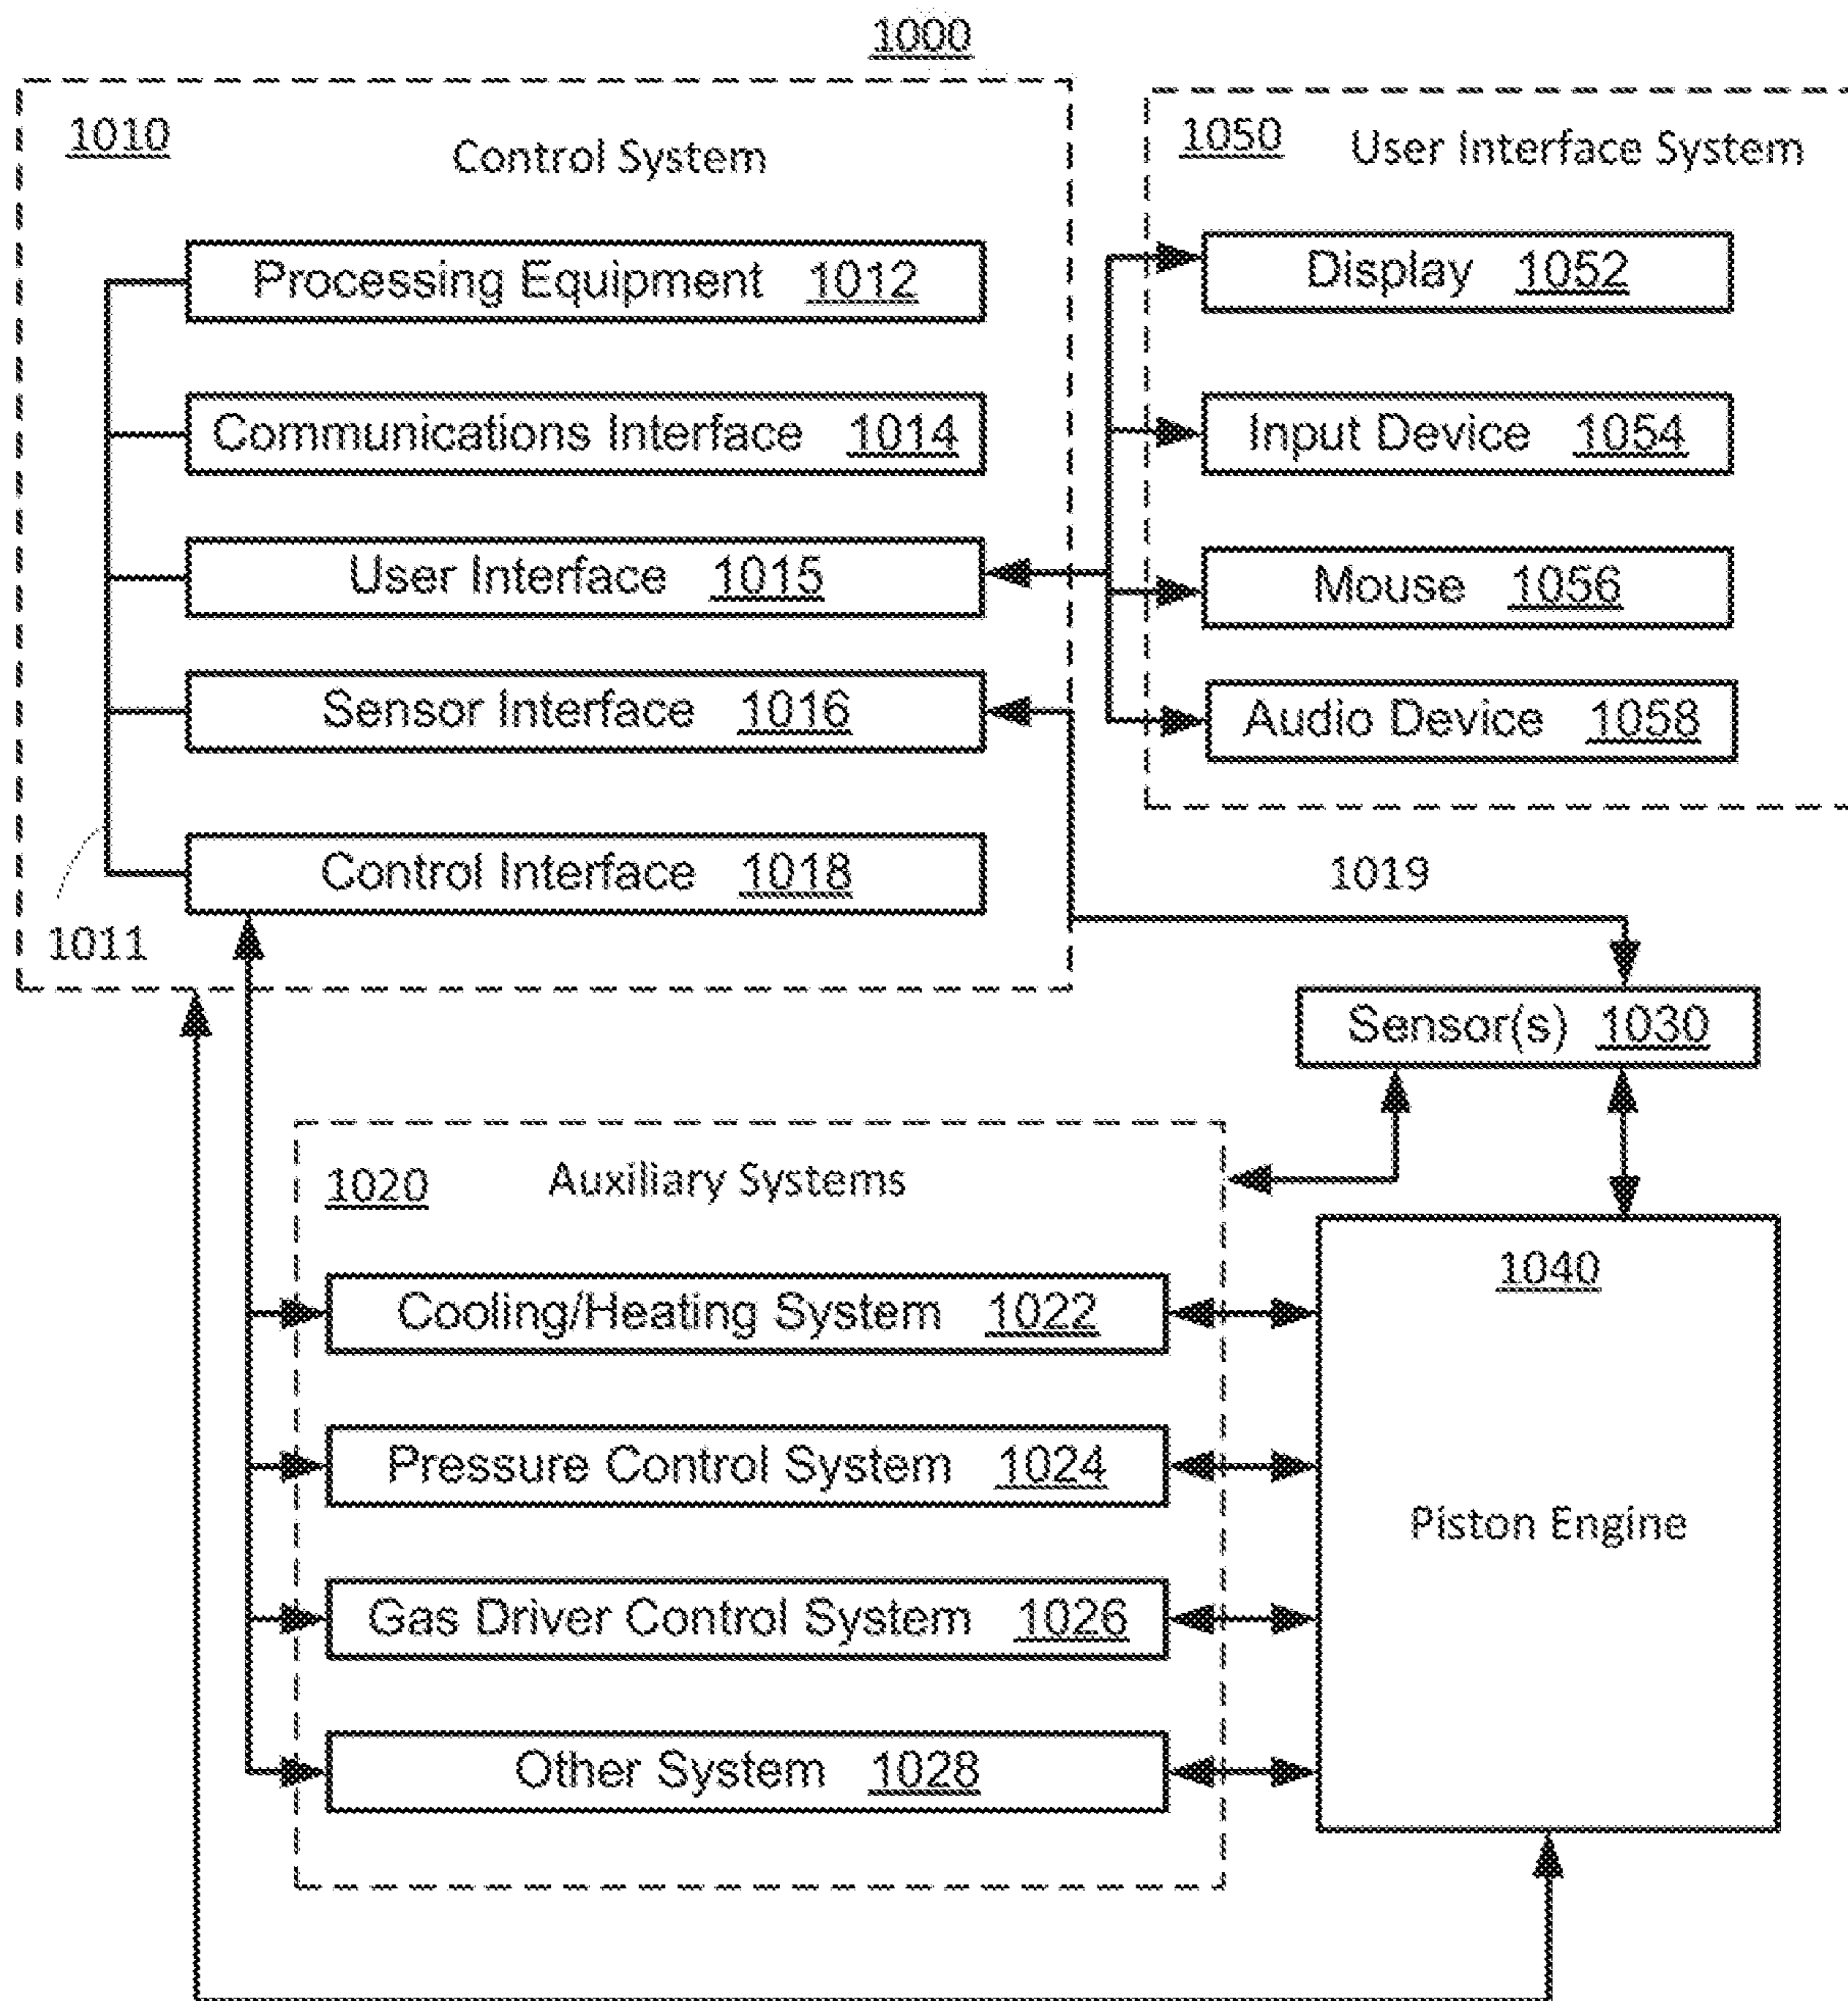 1000
1010
Control System
Processing Equipment 1012
Communications Interface 1014
User Interface 1015
Sensor Interface 1016
Control Interface 1018
1011
1050
User Interface System
Display 1052
Input Device 1054
Mouse 1056
Audio Device 1058
1019
Sensor(s) 1030
1020
Auxiliary Systems
Cooling/Heating System 1022
Pressure Control System 1024
Gas Driver Control System 1026
Other System 1028
1040
Piston Engine